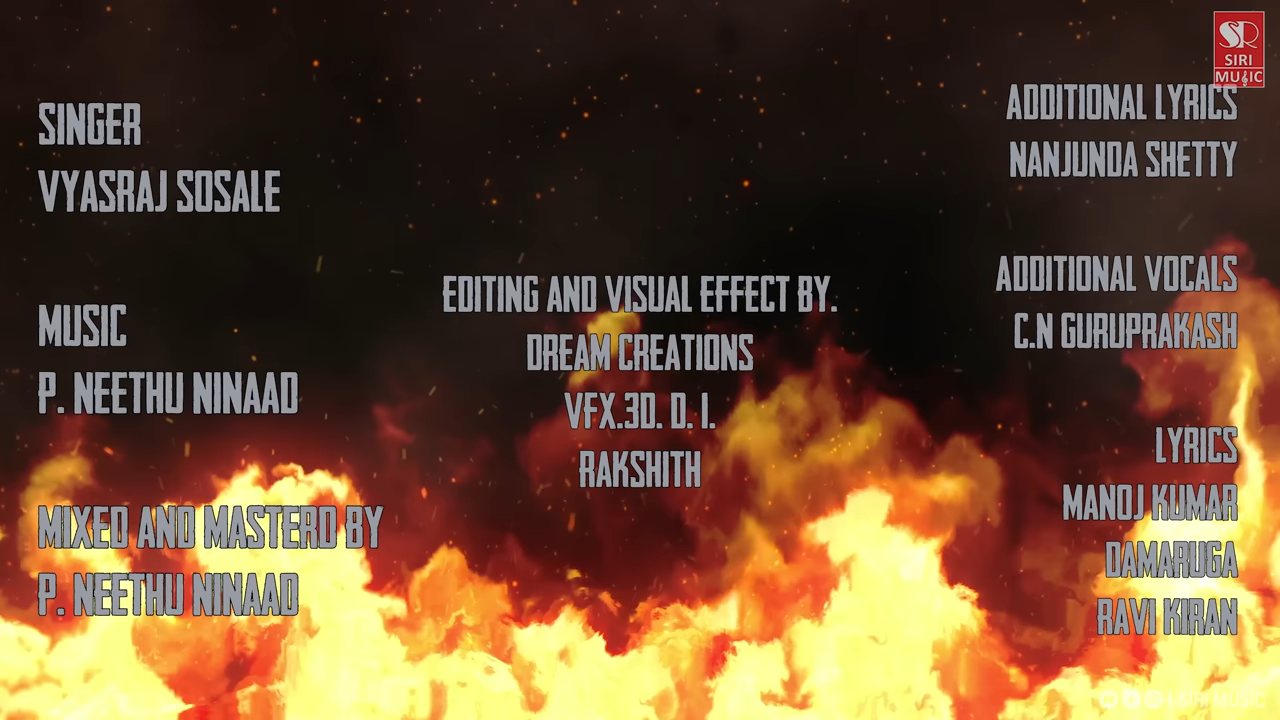 SINGER
VYASRAJ SOSALE
MUSIC
P. NEETHU NINAAD
MIXED AND MASTERD BY
P. NEETHU NINAAD
EDITING AND VISUAL EFFECT BY.
DREAM CREATIONS
VFX.3D. D. I.
RAKSHITH
SR
SIRI
MUSIC
ADDITIONAL LYRICS
NANJUNDA SHETTY
ADDITIONAL VOCALS
C.N GURUPRAKASH
LYRICS
MANOJ KUMAR
DAMARUGA
RAVI KIRAN
| SIRI MUSIC